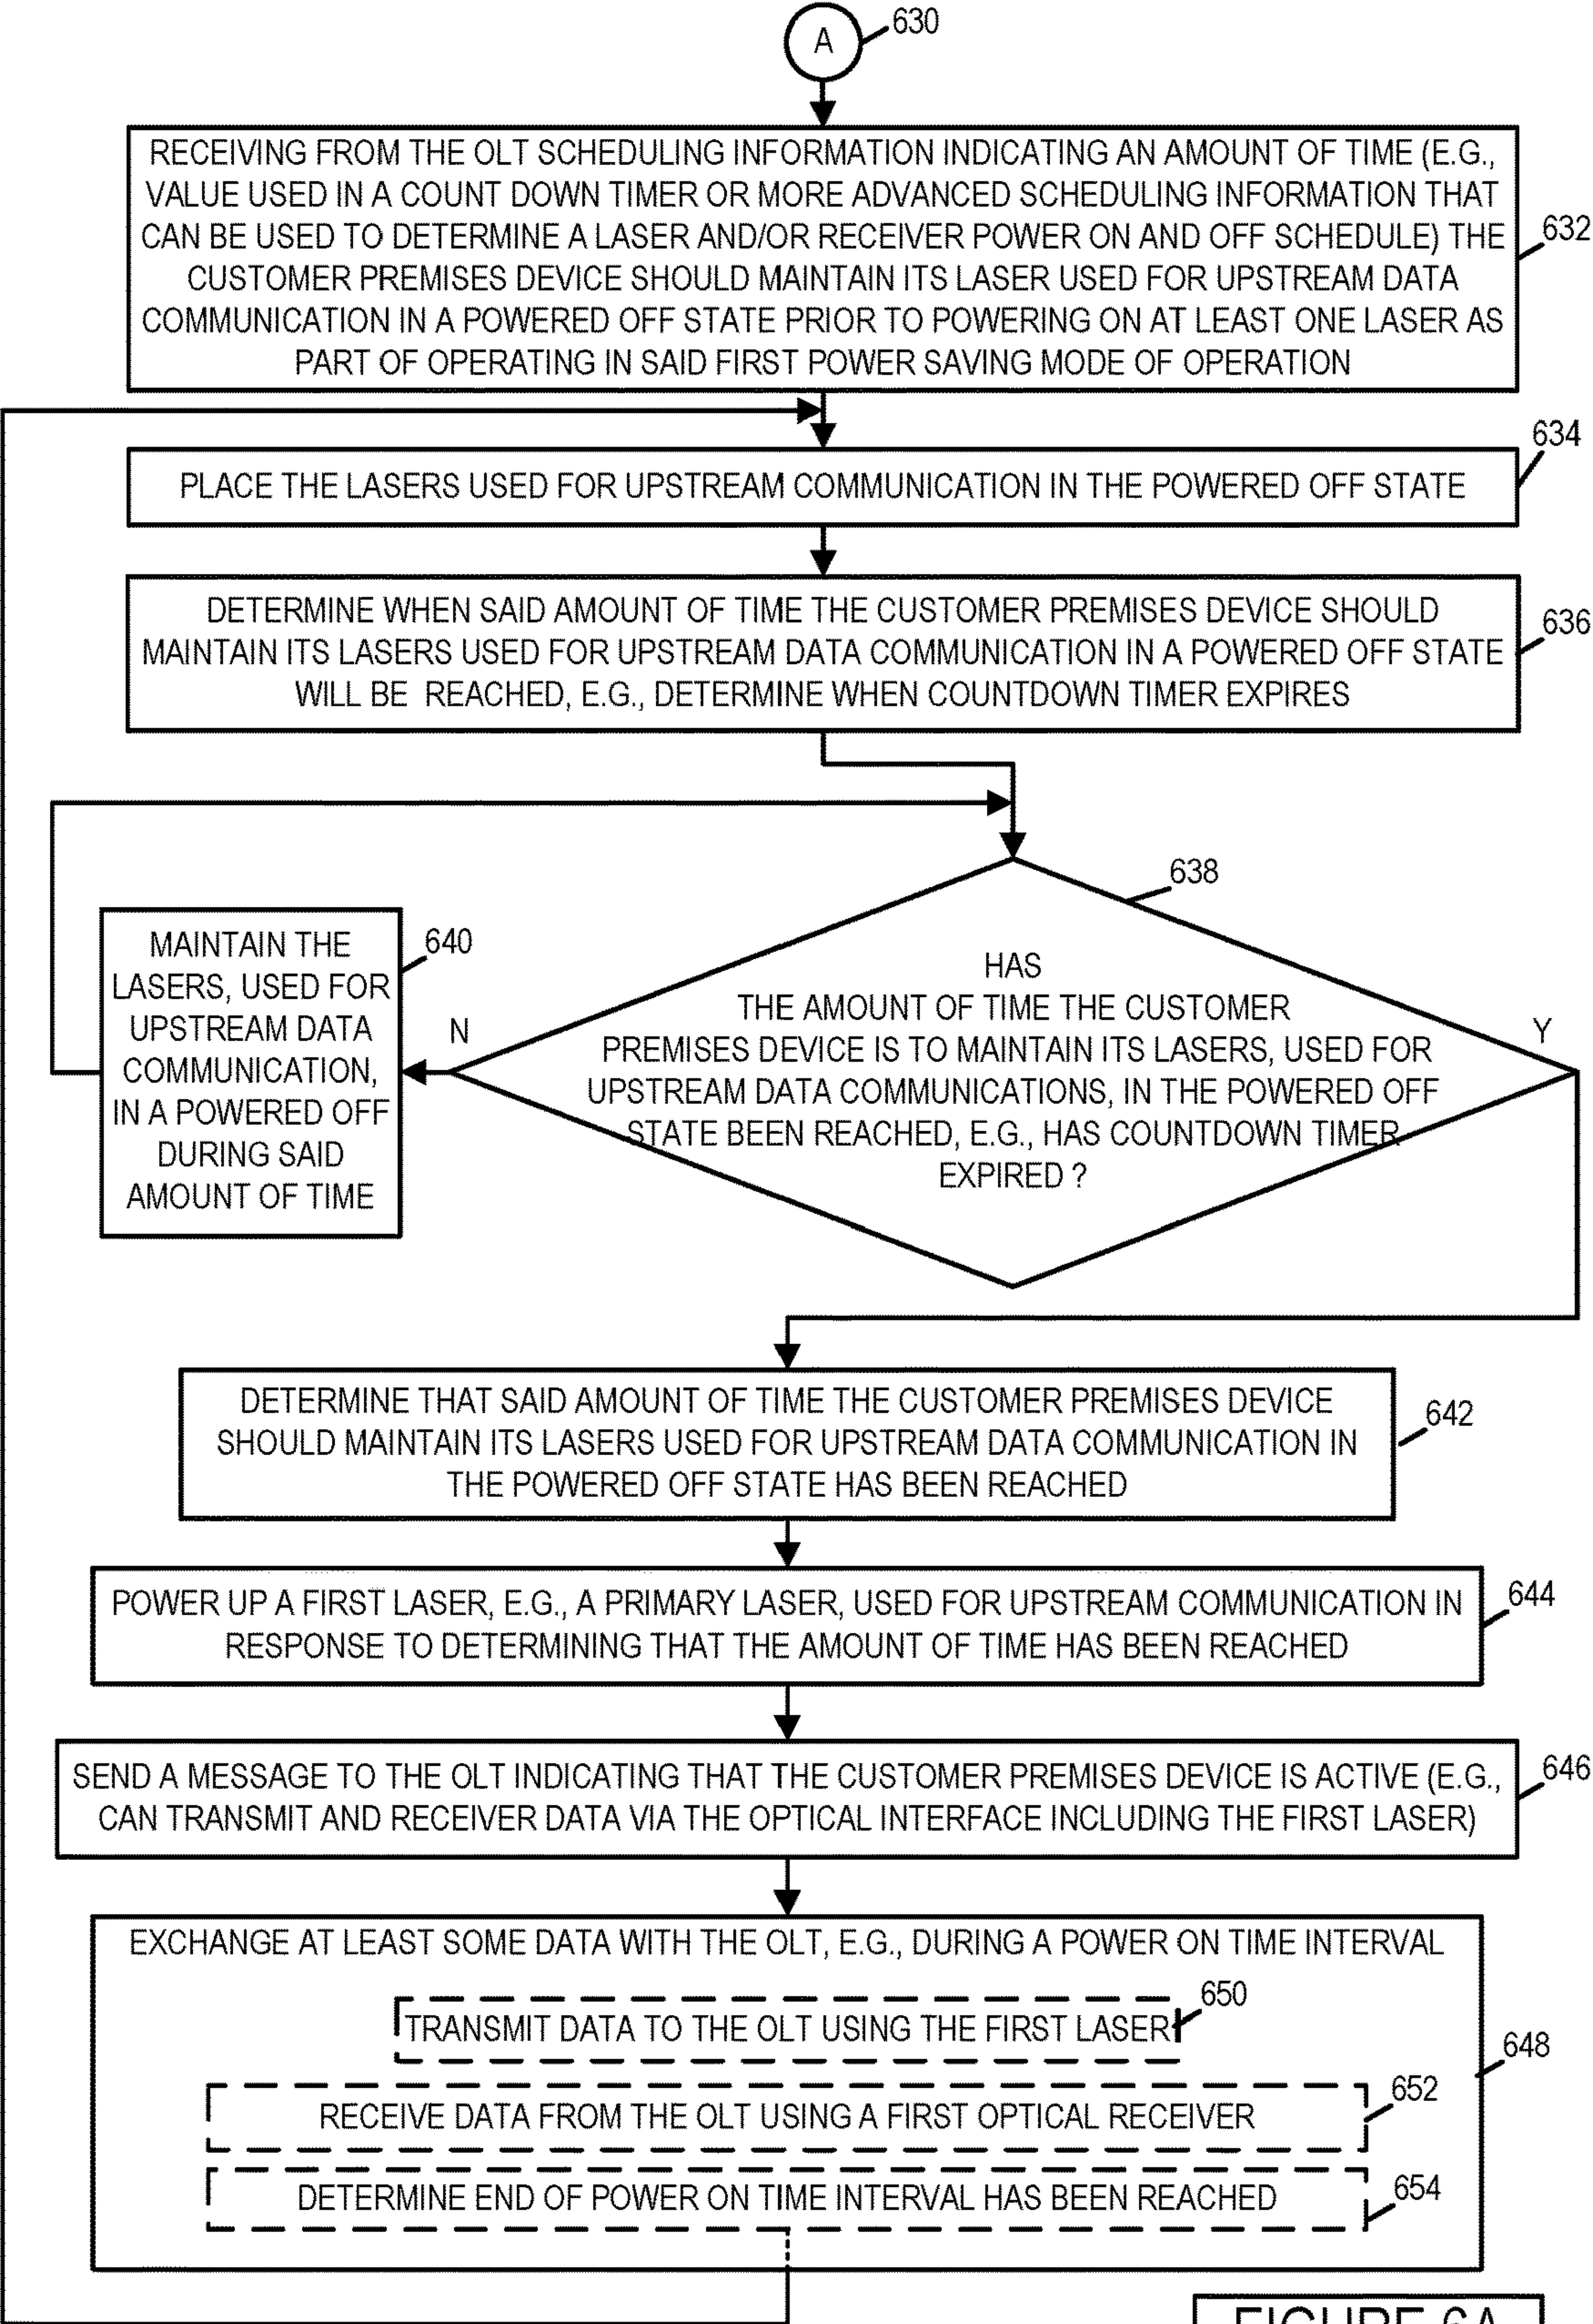 A
630
RECEIVING FROM THE OLT SCHEDULING INFORMATION INDICATING AN AMOUNT OF TIME (E.G.,
VALUE USED IN A COUNT DOWN TIMER OR MORE ADVANCED SCHEDULING INFORMATION THAT
CAN BE USED TO DETERMINE A LASER AND/OR RECEIVER POWER ON AND OFF SCHEDULE) THE
CUSTOMER PREMISES DEVICE SHOULD MAINTAIN ITS LASER USED FOR UPSTREAM DATA
COMMUNICATION IN A POWERED OFF STATE PRIOR TO POWERING ON AT LEAST ONE LASER AS
PART OF OPERATING IN SAID FIRST POWER SAVING MODE OF OPERATION
632
PLACE THE LASERS USED FOR UPSTREAM COMMUNICATION IN THE POWERED OFF STATE
634
DETERMINE WHEN SAID AMOUNT OF TIME THE CUSTOMER PREMISES DEVICE SHOULD
MAINTAIN ITS LASERS USED FOR UPSTREAM DATA COMMUNICATION IN A POWERED OFF STATE
WILL BE REACHED, E.G., DETERMINE WHEN COUNTDOWN TIMER EXPIRES
636
638
HAS
THE AMOUNT OF TIME THE CUSTOMER
PREMISES DEVICE IS TO MAINTAIN ITS LASERS, USED FOR
UPSTREAM DATA COMMUNICATIONS, IN THE POWERED OFF
STATE BEEN REACHED, E.G., HAS COUNTDOWN TIMER
EXPIRED ?
N
Y
MAINTAIN THE
LASERS, USED FOR
UPSTREAM DATA
COMMUNICATION,
IN A POWERED OFF
DURING SAID
AMOUNT OF TIME
640
DETERMINE THAT SAID AMOUNT OF TIME THE CUSTOMER PREMISES DEVICE
SHOULD MAINTAIN ITS LASERS USED FOR UPSTREAM DATA COMMUNICATION IN
THE POWERED OFF STATE HAS BEEN REACHED
642
POWER UP A FIRST LASER, E.G., A PRIMARY LASER, USED FOR UPSTREAM COMMUNICATION IN
RESPONSE TO DETERMINING THAT THE AMOUNT OF TIME HAS BEEN REACHED
644
SEND A MESSAGE TO THE OLT INDICATING THAT THE CUSTOMER PREMISES DEVICE IS ACTIVE (E.G.,
CAN TRANSMIT AND RECEIVER DATA VIA THE OPTICAL INTERFACE INCLUDING THE FIRST LASER)
646
EXCHANGE AT LEAST SOME DATA WITH THE OLT, E.G., DURING A POWER ON TIME INTERVAL
TRANSMIT DATA TO THE OLT USING THE FIRST LASER
650
648
RECEIVE DATA FROM THE OLT USING A FIRST OPTICAL RECEIVER
652
DETERMINE END OF POWER ON TIME INTERVAL HAS BEEN REACHED
654
FIGURE 6A